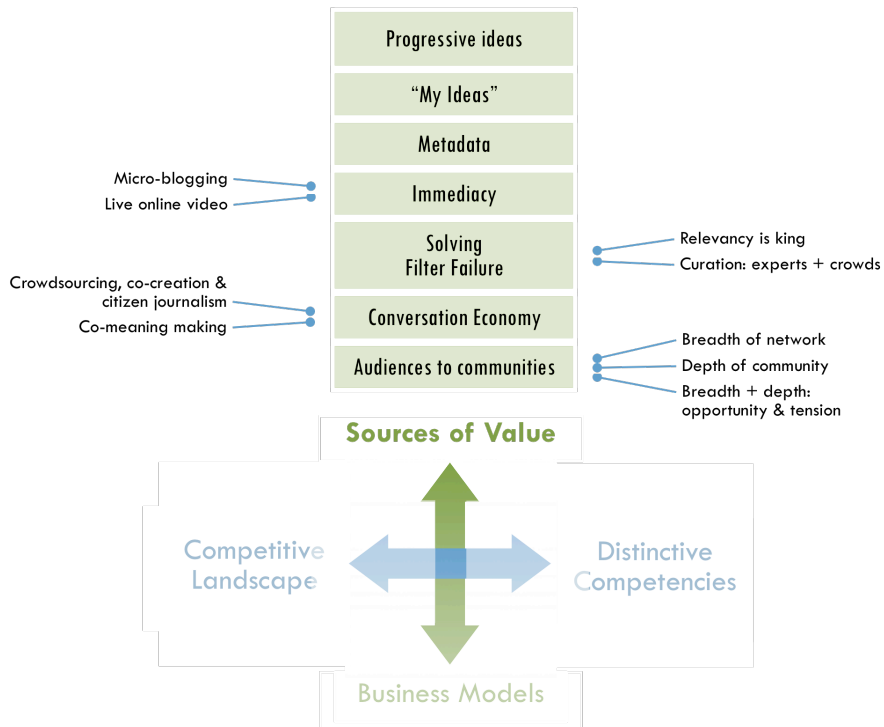 Progressive ideas
“My Ideas”
Metadata
Micro-blogging
Live online video
Immediacy
Solving
Filter Failure
Relevancy is king
Curation: experts + crowds
Crowdsourcing, co-creation &
citizen journalism
Co-meaning making
Conversation Economy
Audiences to communities
Breadth of network
Depth of community
Breadth + depth:
opportunity & tension
Sources of Value
Competitive
Landscape
Distinctive
Competencies
Business Models